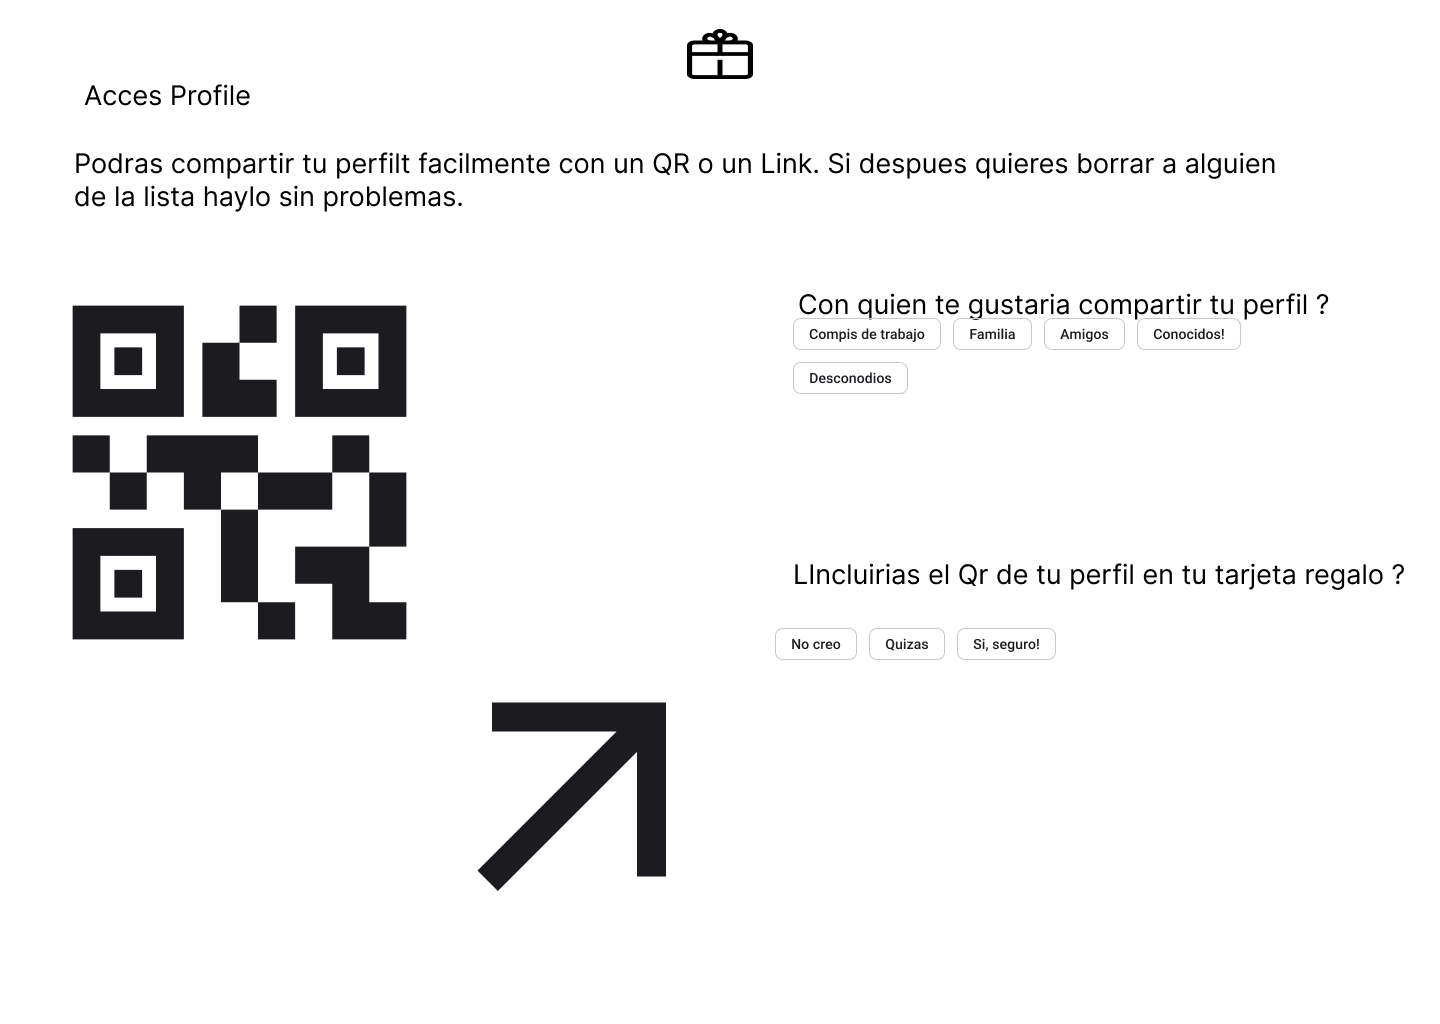 Acces Profile
Podras compartir tu perfilt facilmente con un QR o un Link. Si despues quieres borrar a alguien
de la lista haylo sin problemas.
Con quien te gustaria compartir tu perfil ?
Compis de trabajo Familia Amigos Conocidos!
Desconodios
LIncluirias el Qr de tu perfil en tu tarjeta regalo ?
No creo Quizas Si, seguro!